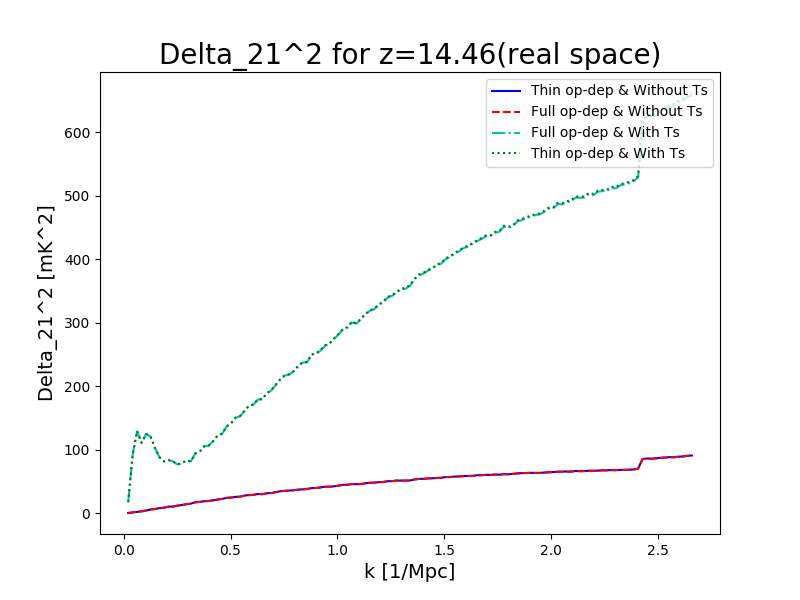 Delta_21^2 for z=14.46(real space)
Thin op-dep & Without Ts
Full op-dep & Without Ts
Full op-dep & With Ts
Thin op-dep & With Ts
Delta_21^2 [mK^2]
600
500
400
300
200
100
0
0.0 0.5 1.0 1.5 2.0 2.5
k [1/Mpc]